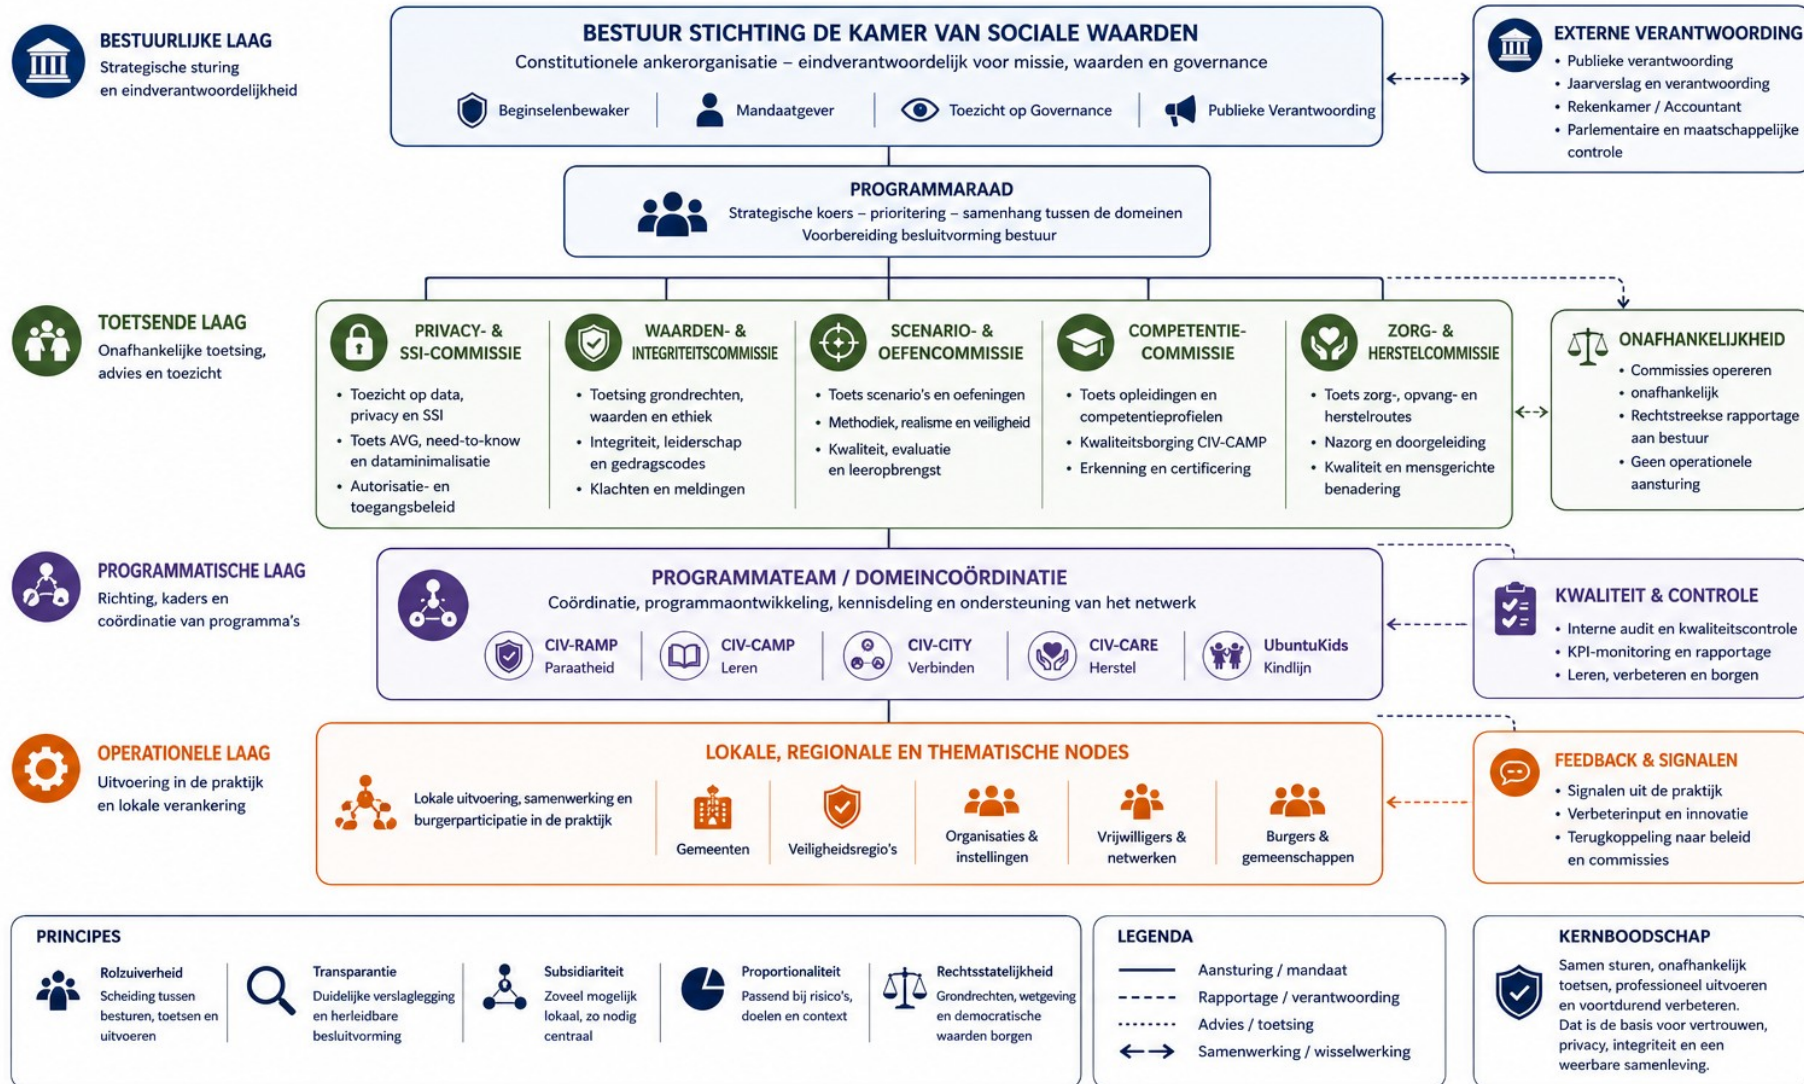 BESTUURLIJKE LAAG
Strategische sturing
en eindverantwoordelijkheid
BESTUUR STICHTING DE KAMER VAN SOCIALE WAARDEN
Constitutionele ankerorganisatie – eindverantwoordelijk voor missie, waarden en governance
Beginselenbewaker
Mandaatgever
Toezicht op Governance
Publieke Verantwoording
EXTERNE VERANTWOORDING
• Publieke verantwoording
• Jaarverslag en verantwoording
• Rekenkamer / Accountant
• Parlementaire en maatschappelijke
controle
PROGRAMMARAAD
Strategische koers – prioritering – samenhang tussen de domeinen
Voorbereiding besluitvorming bestuur
TOETSENDE LAAG
Onafhankelijke toetsing,
advies en toezicht
PRIVACY- &
SSI-COMMISSIE
• Toezicht op data,
privacy en SSI
• Toets AVG, need-to-know
en dataminimalisatie
• Autorisatie- en
toegangsbeleid
WAARDEN- &
INTEGRITEITSCOMMISSIE
• Toetsing grondrechten,
waarden en ethiek
• Integriteit, leiderschap
en gedragscodes
• Klachten en meldingen
SCENARIO- &
OEFENCOMMISSIE
• Toets scenario's en oefeningen
• Methodiek, realisme en veiligheid
• Kwaliteit, evaluatie
en leeropbrengst
COMPETENTIE-
COMMISSIE
• Toets opleidingen en
competentieprofielen
• Kwaliteitsborging CIV-CAMP
• Erkenning en certificering
ZORG- &
HERSTELCOMMISSIE
• Toets zorg-, opvang- en
herstelroutes
• Nazorg en doorgeleiding
• Kwaliteit en mensgerichte
benadering
ONAFHANKELIJKHEID
• Commissies opereren
• onafhankelijk
• Rechtstreekse rapportage
aan bestuur
• Geen operationele
aansturing
PROGRAMMATISCHE LAAG
Richting, kaders en
coördinatie van programma's
PROGRAMMATEAM / DOMEINCOÖRDINATIE
Coördinatie, programmaontwikkeling, kennisdeling en ondersteuning van het netwerk
CIV-RAMP
Paraatheid
CIV-CAMP
Leren
CIV-CITY
Verbinden
CIV-CARE
Herstel
UbuntuKids
Kindlijn
KWALITEIT & CONTROLE
• Interne audit en kwaliteitscontrole
• KPI-monitoring en rapportage
• Leren, verbeteren en borgen
OPERATIONELE LAAG
Uitvoering in de praktijk
en lokale verankering
LOKALE, REGIONALE EN THEMATISCHE NODES
Lokale uitvoering, samenwerking en
burgerparticipatie in de praktijk
Gemeenten
Veiligheidsregio's
Organisaties &
instellingen
Vrijwilligers &
netwerken
Burgers &
gemeenschappen
FEEDBACK & SIGNALEN
• Signalen uit de praktijk
• Verbeterinput en innovatie
• Terugkoppeling naar beleid
en commissies
PRINCIPES
Rolzuiverheid
Scheiding tussen
besturen, toetsen en
uitvoeren
Transparantie
Duidelijke verslaglegging
en herleidbare
besluitvorming
Subsidiariteit
Zoveel mogelijk
lokaal, zo nodig
centraal
Proportionaliteit
Passend bij risico's,
doelen en context
Rechtsstatelijkheid
Grondrechten, wetgeving
en democratische
waarden borgen
LEGENDA
Aansturing / mandaat
Rapportage / verantwoording
Advies / toetsing
Samenwerking / wisselwerking
KERNBOODSCHAP
Samen sturen, onafhankelijk
toetsen, professioneel uitvoeren
en voortdurend verbeteren.
Dat is de basis voor vertrouwen,
privacy, integriteit en een
weerbare samenleving.